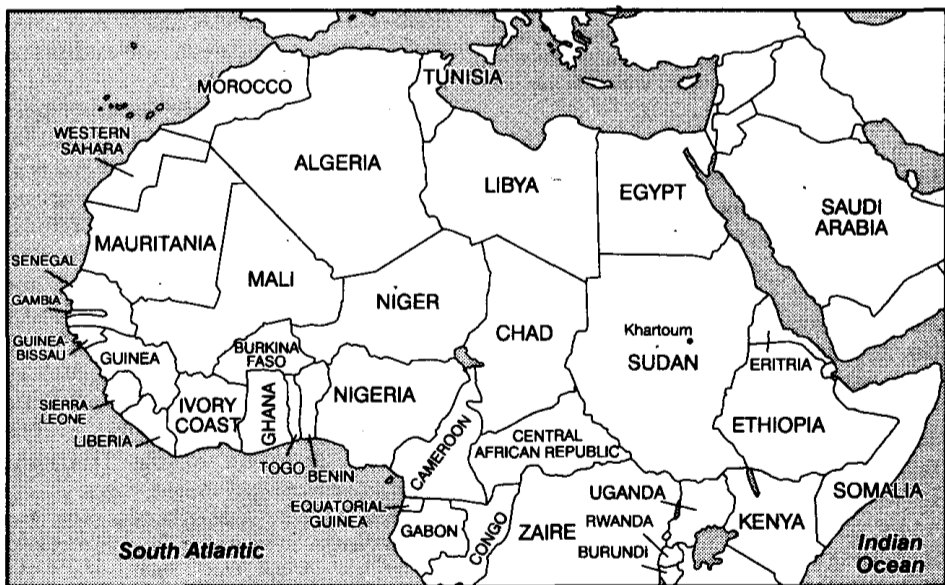 TUNISIA
MOROCCO
WESTERN
SAHARA
ALGERIA
LIBYA
EGYPT
SAUDI
ARABIA
MAURITANIA
SENEGAL
MALI
NIGER
GAMBIA
CHAD
Khartoum
SUDAN
GUINEA
BISSAU
GUINEA
BURKINA
FASO
ERITRIA
NIGERIA
IVORY
COAST
GHANA
SIERRA
LEONE
ETHIOPIA
LIBERIA
CAMEROON
CENTRAL
AFRICAN REPUBLIC
TOGO
BENIN
UGANDA
SOMALIA
EQUATORIAL
GUINEA
RWANDA
KENYA
GABON
CONGO
ZAIRE
BURUNDI
South Atlantic
Indian
Ocean